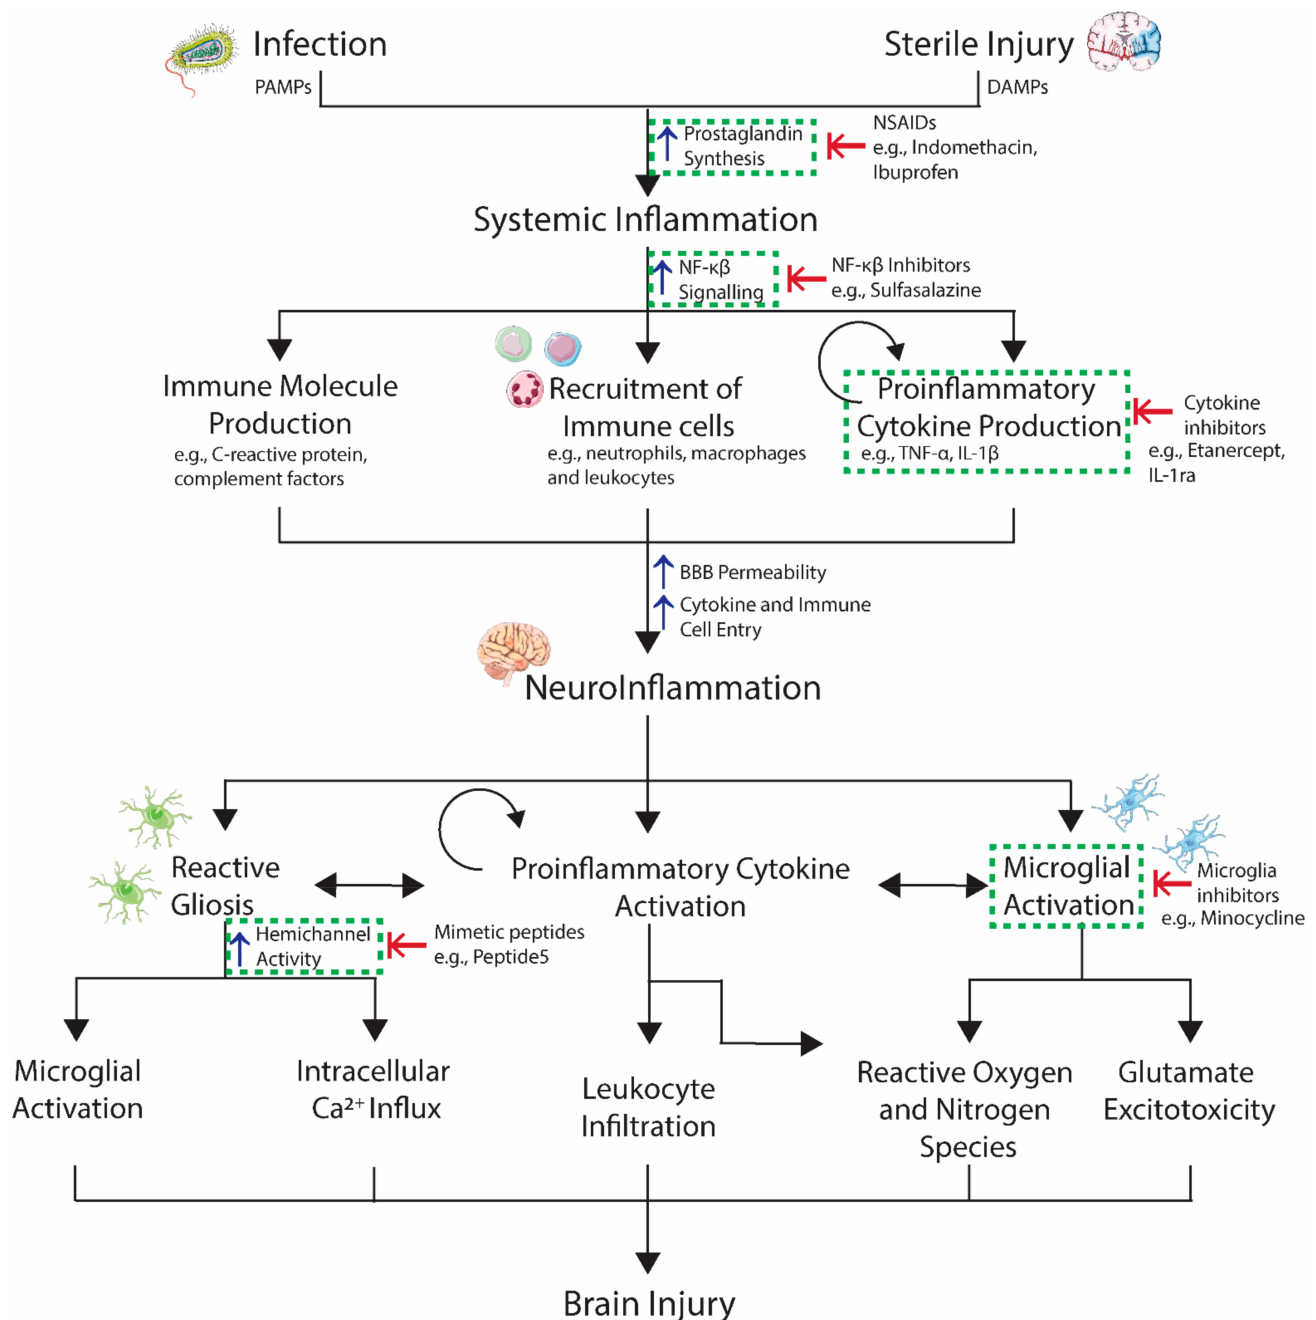 Infection
Sterile Injury
PAMPs
DAMPs
Prostaglandin
Synthesis
NSAIDs
e.g., Indomethacin,
Ibuprofen
Systemic Inflammation
NF-κβ
Signalling
NF-κβ Inhibitors
e.g., Sulfasalazine
Immune Molecule
Production
e.g., C-reactive protein,
complement factors
Recruitment of
Immune cells
e.g., neutrophils, macrophages
and leukocytes
Proinflammatory
Cytokine Production
e.g., TNF-α, IL-1β
Cytokine
inhibitors
e.g., Etanercept,
IL-1ra
BBB Permeability
Cytokine and Immune
Cell Entry
NeuroInflammation
Reactive
Gliosis
Proinflammatory Cytokine
Activation
Microglial
Activation
Microglia
inhibitors
e.g., Minocycline
Hemichannel
Activity
Mimetic peptides
e.g., Peptide5
Microglial
Activation
Intracellular
Ca²⁺ Influx
Leukocyte
Infiltration
Reactive Oxygen
and Nitrogen
Species
Glutamate
Excitotoxicity
Brain Injury